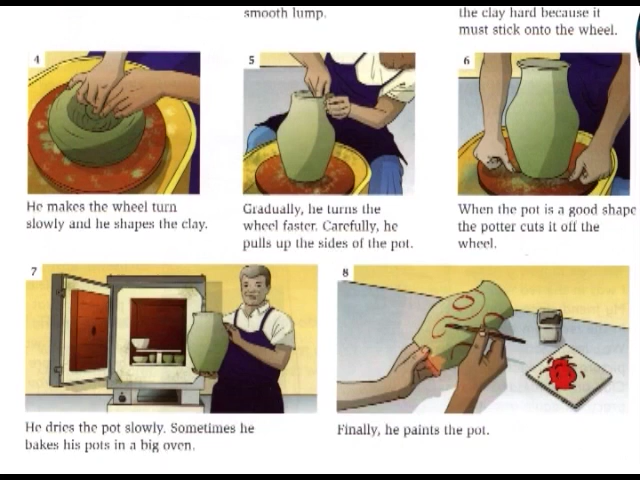 smooth lump.
the clay hard because it
must stick onto the wheel.
4
5
6
He makes the wheel turn
slowly and he shapes the clay.
Gradually, he turns the
wheel faster. Carefully, he
pulls up the sides of the pot.
When the pot is a good shape
the potter cuts it off the
wheel.
7
8
He dries the pot slowly. Sometimes he
bakes his pots in a big oven.
Finally, he paints the pot.